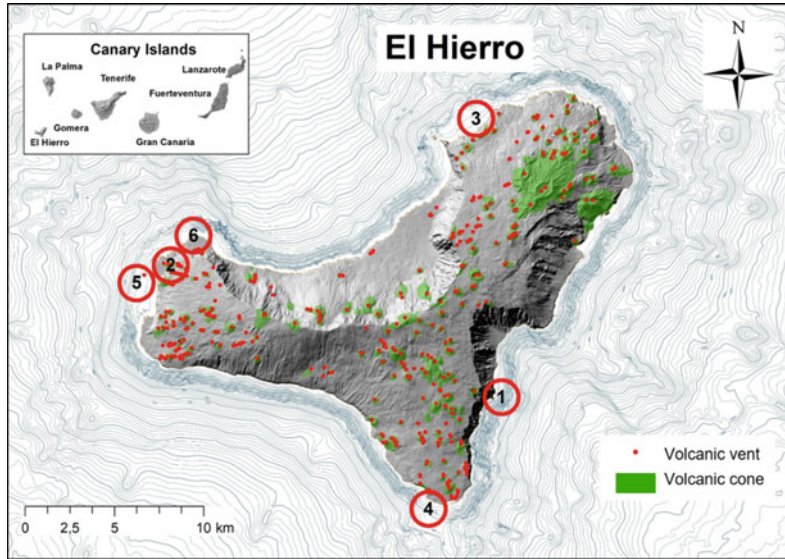 Canary Islands
La Palma
Tenerife
Lanzarote
Fuerteventura
Gomera
El Hierro
Gran Canaria
El Hierro
N
3
6
2
5
1
4
Volcanic vent
Volcanic cone
0 2,5 5 10 km